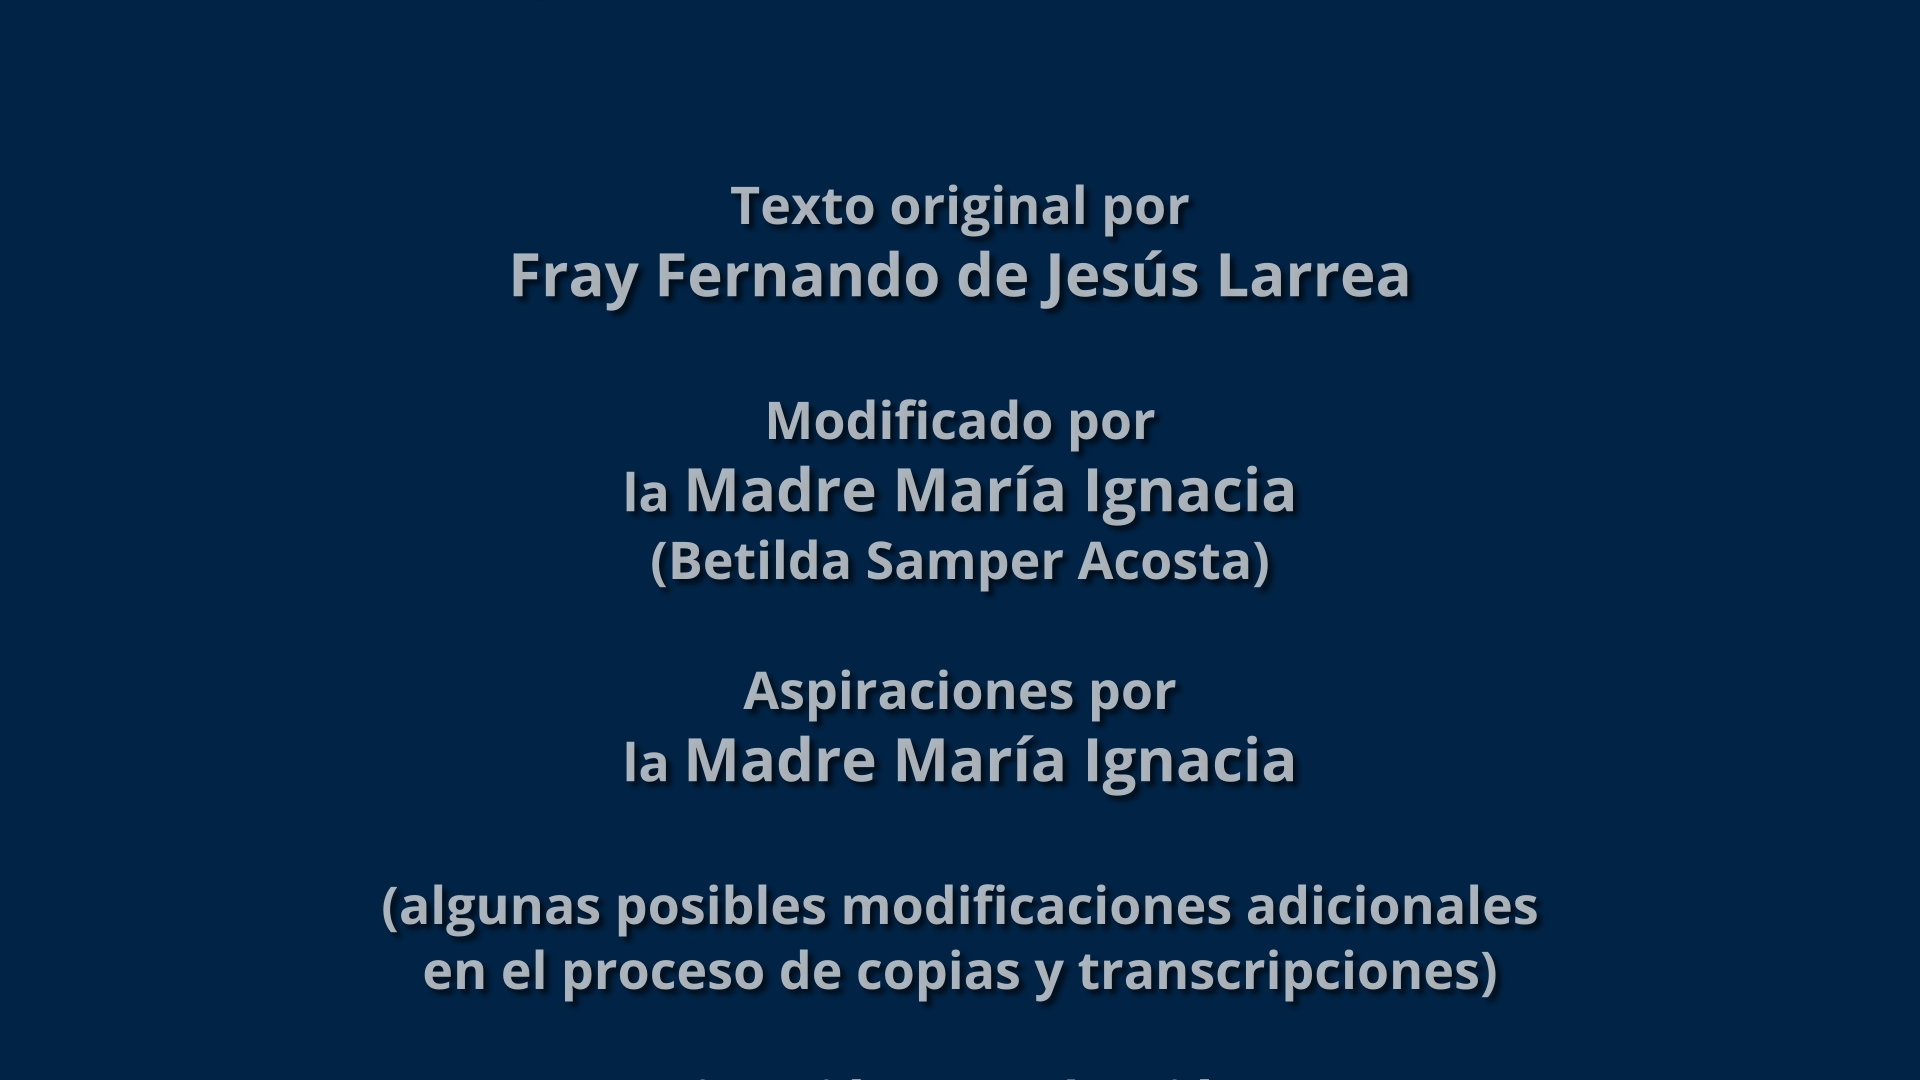 Texto original por
Fray Fernando de Jesús Larrea
Modificado por
la Madre María Ignacia
(Betilda Samper Acosta)
Aspiraciones por
la Madre María Ignacia
(algunas posibles modificaciones adicionales
en el proceso de copias y transcripciones)